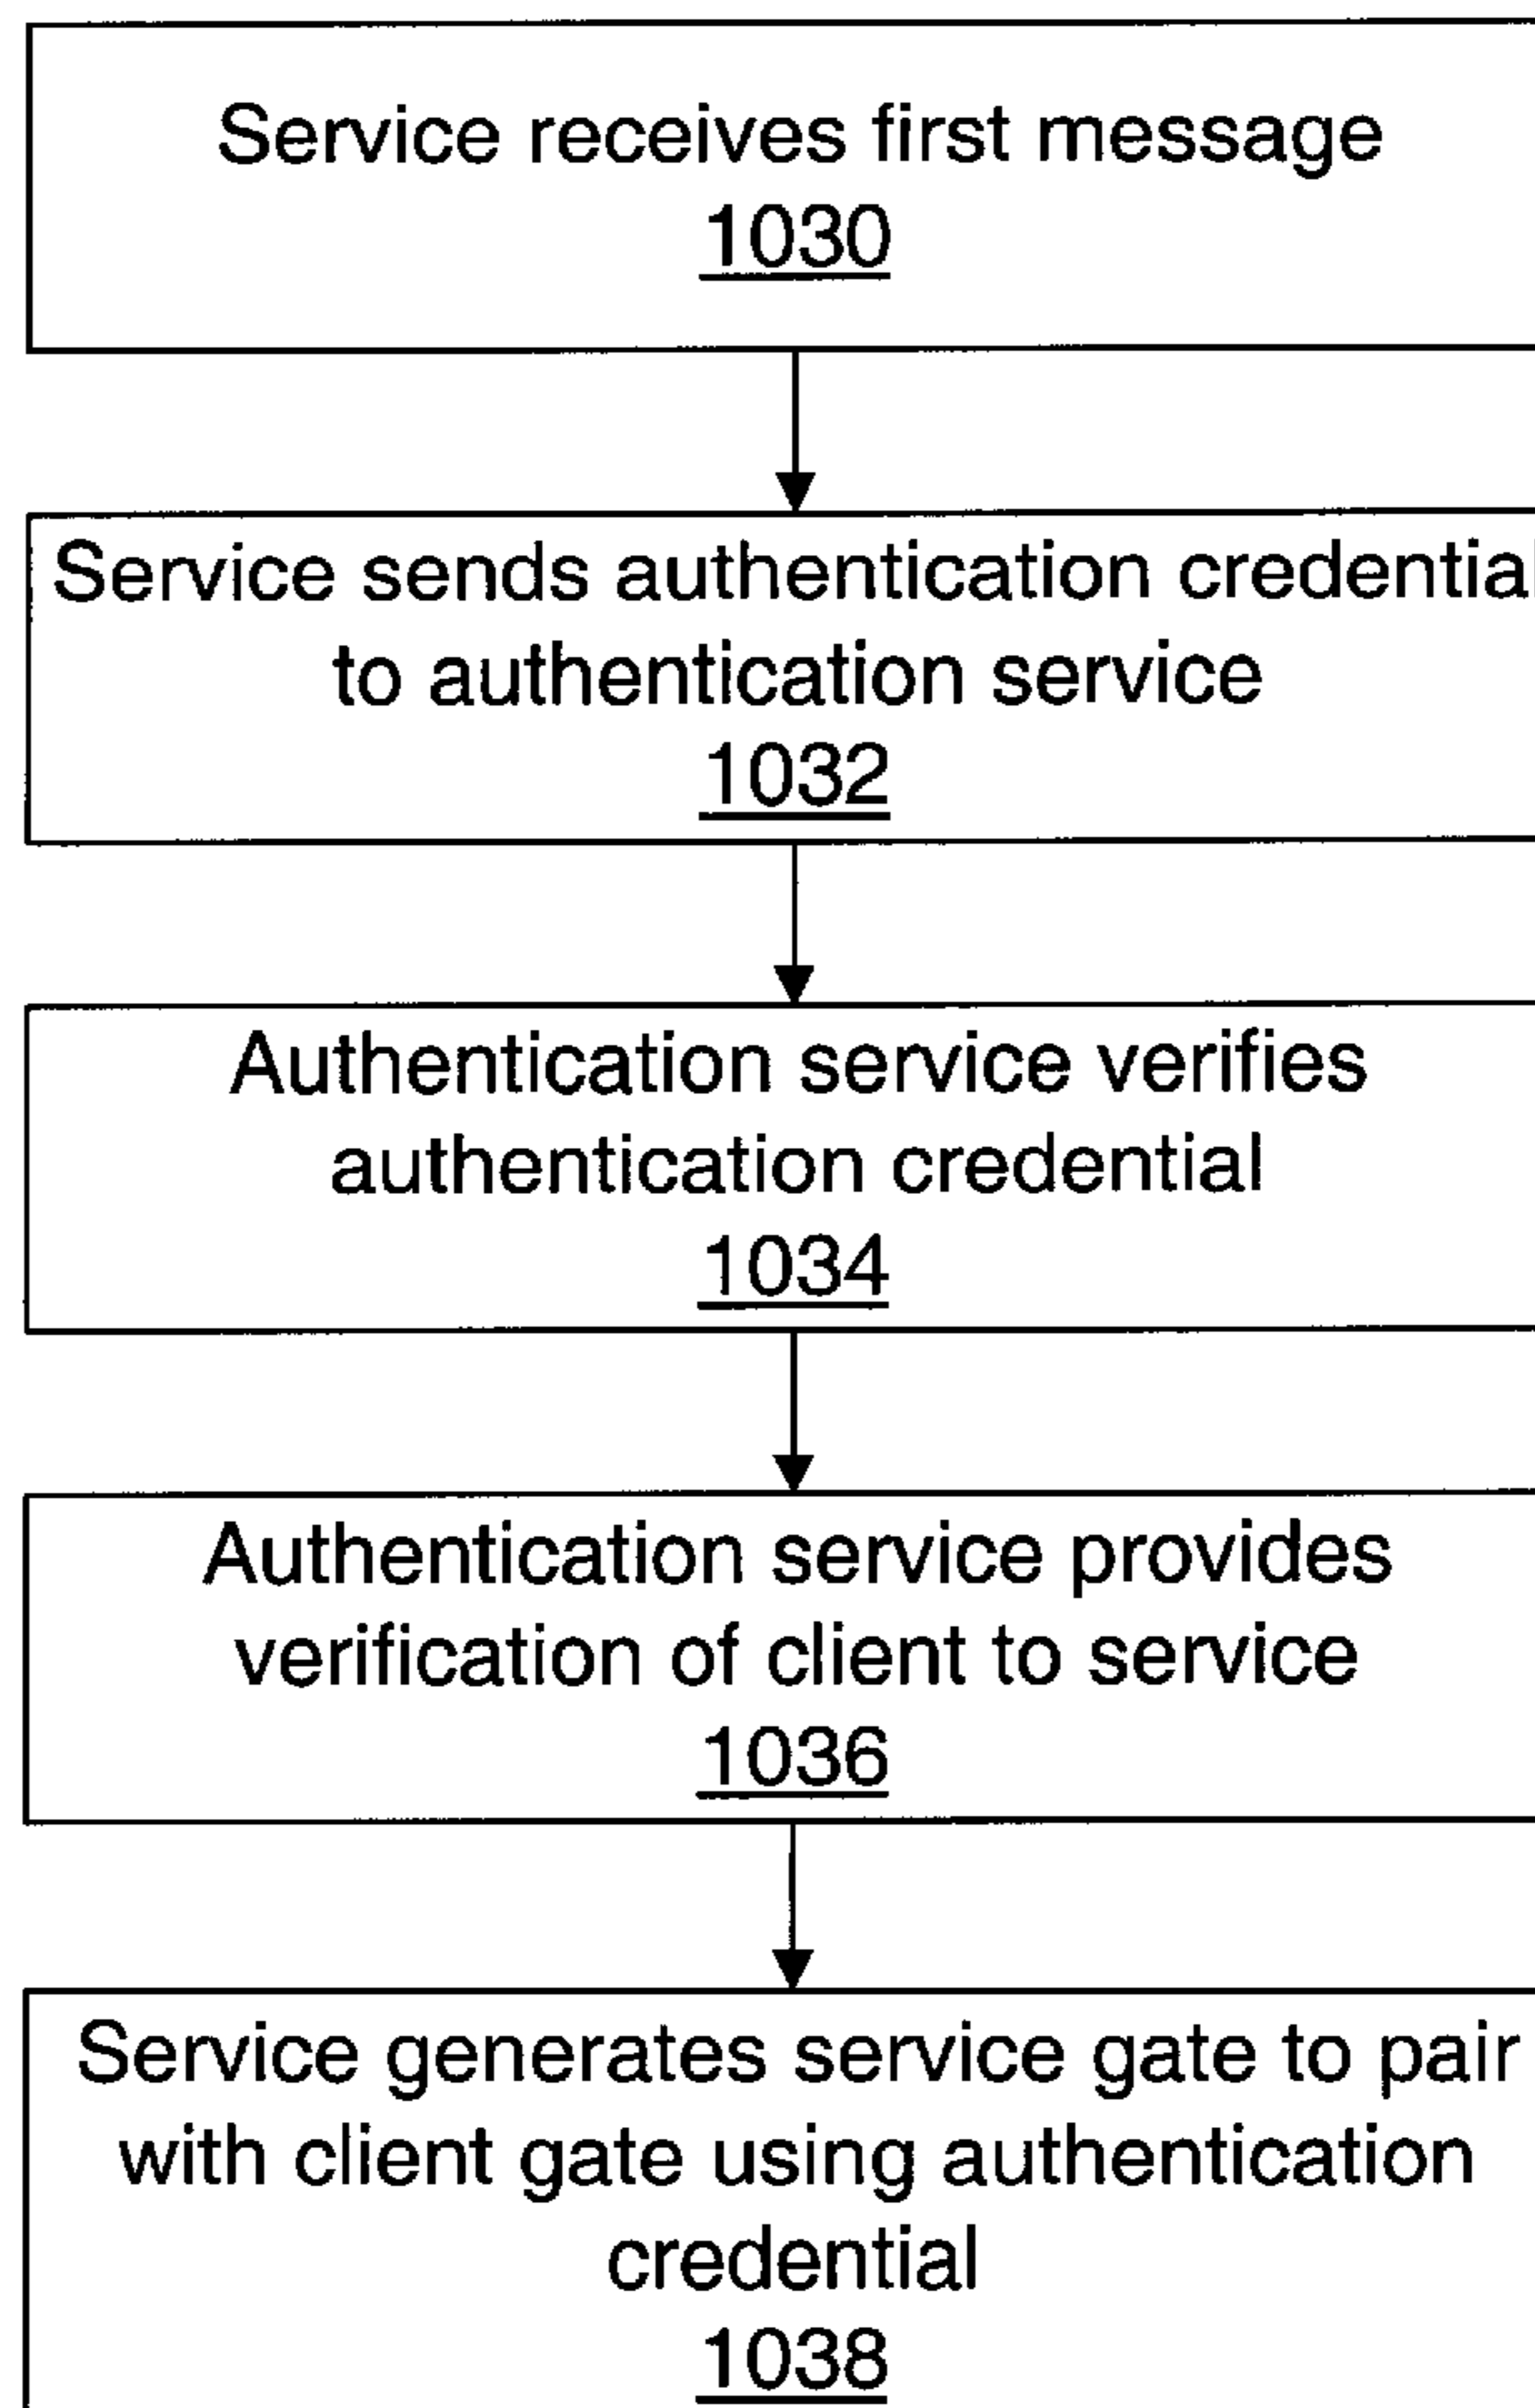 Service receives first message
1030
Service sends authentication credential
to authentication service
1032
Authentication service verifies
authentication credential
1034
Authentication service provides
verification of client to service
1036
Service generates service gate to pair
with client gate using authentication
credential
1038